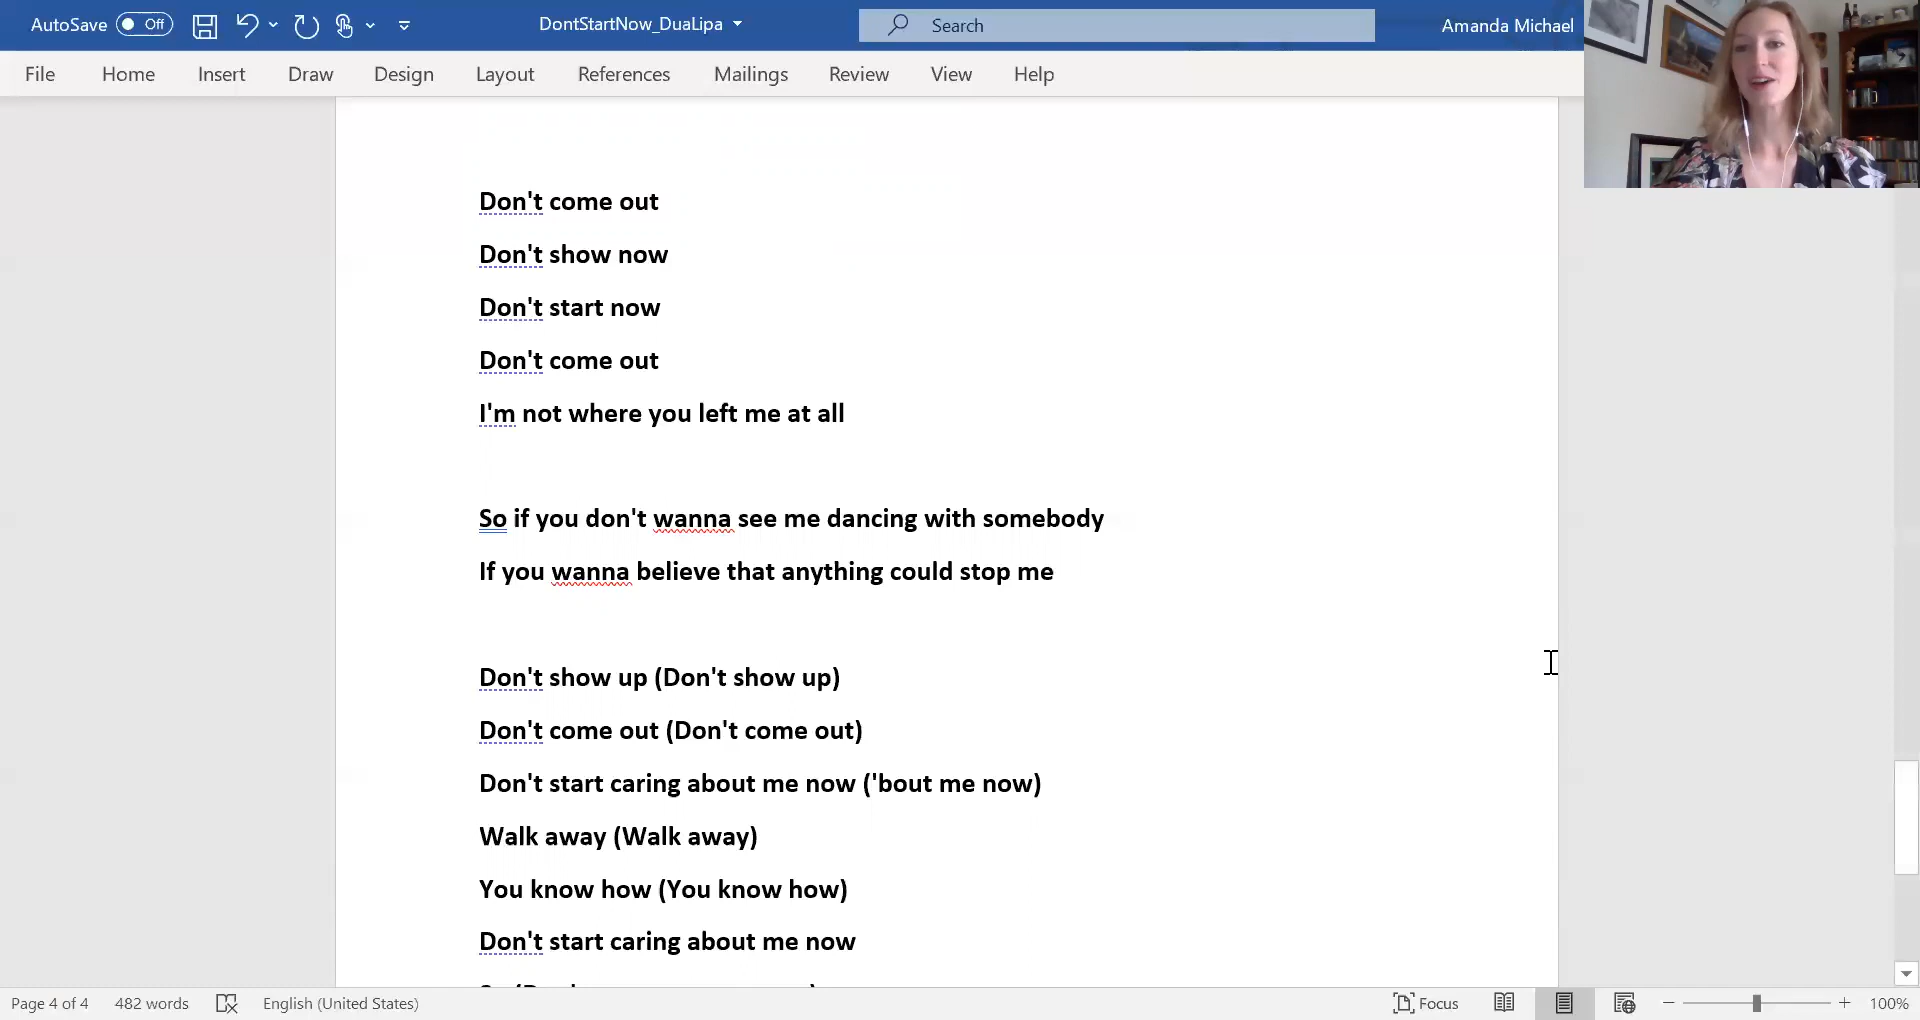 AutoSave Off DontStartNow_DuaLipa Search Amanda Michael
File Home Insert Draw Design Layout References Mailings Review View Help
Don't come out
Don't show now
Don't start now
Don't come out
I'm not where you left me at all
So if you don't wanna see me dancing with somebody
If you wanna believe that anything could stop me
Don't show up (Don't show up)
Don't come out (Don't come out)
Don't start caring about me now ('bout me now)
Walk away (Walk away)
You know how (You know how)
Don't start caring about me now
Page 4 of 4 482 words English (United States) Focus 100%